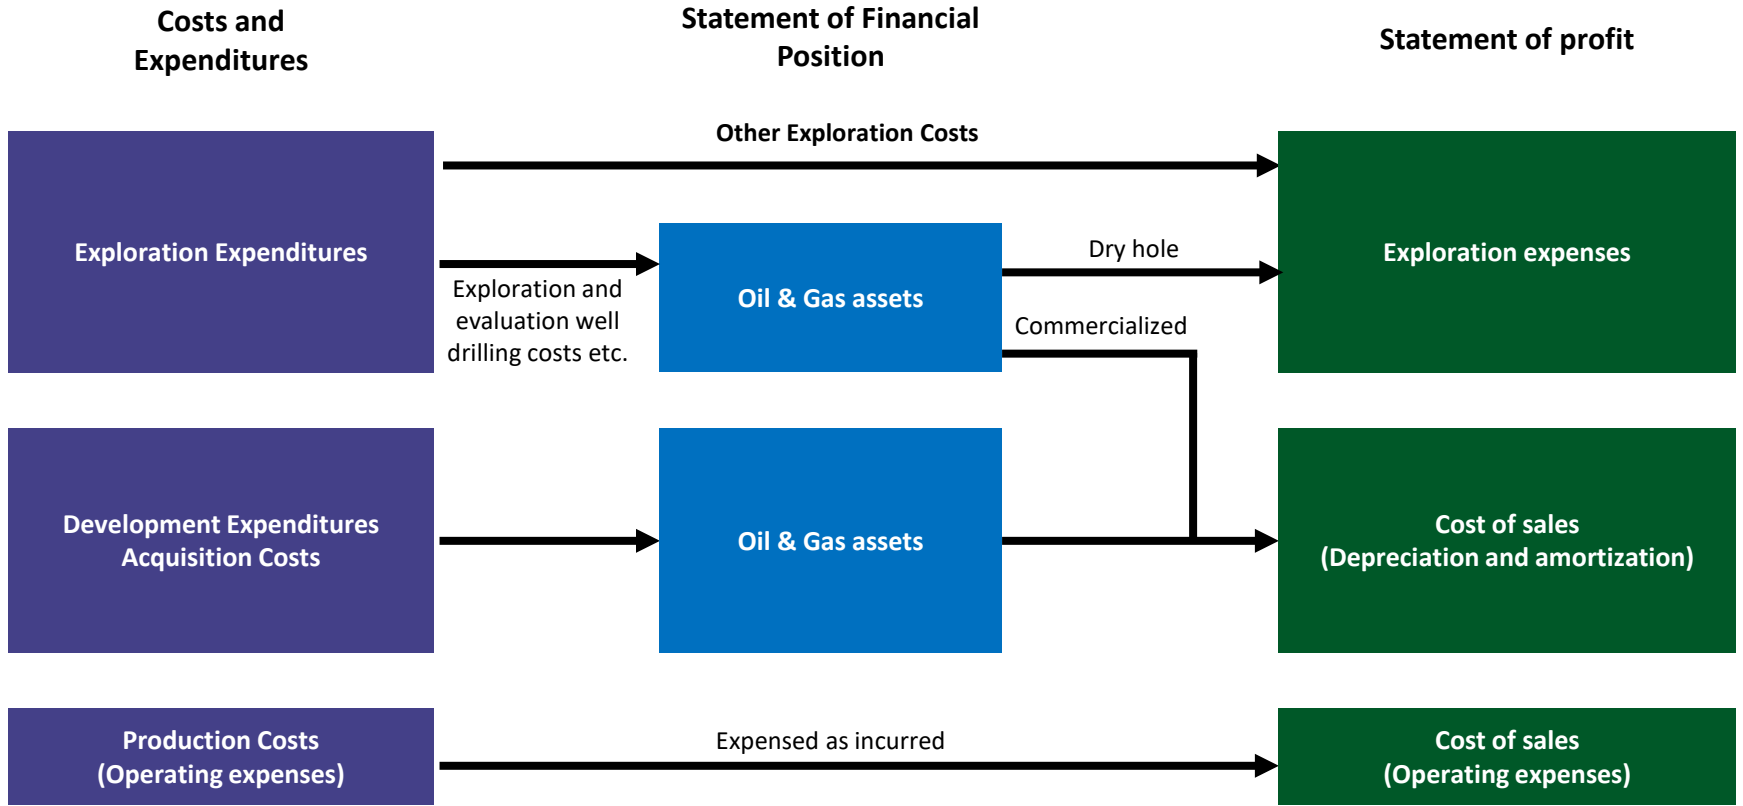 Costs and
Expenditures
Statement of Financial
Position
Statement of profit
Other Exploration Costs
Exploration Expenditures
Exploration and
evaluation well
drilling costs etc.
Oil & Gas assets
Dry hole
Commercialized
Exploration expenses
Development Expenditures
Acquisition Costs
Oil & Gas assets
Cost of sales
(Depreciation and amortization)
Production Costs
(Operating expenses)
Expensed as incurred
Cost of sales
(Operating expenses)